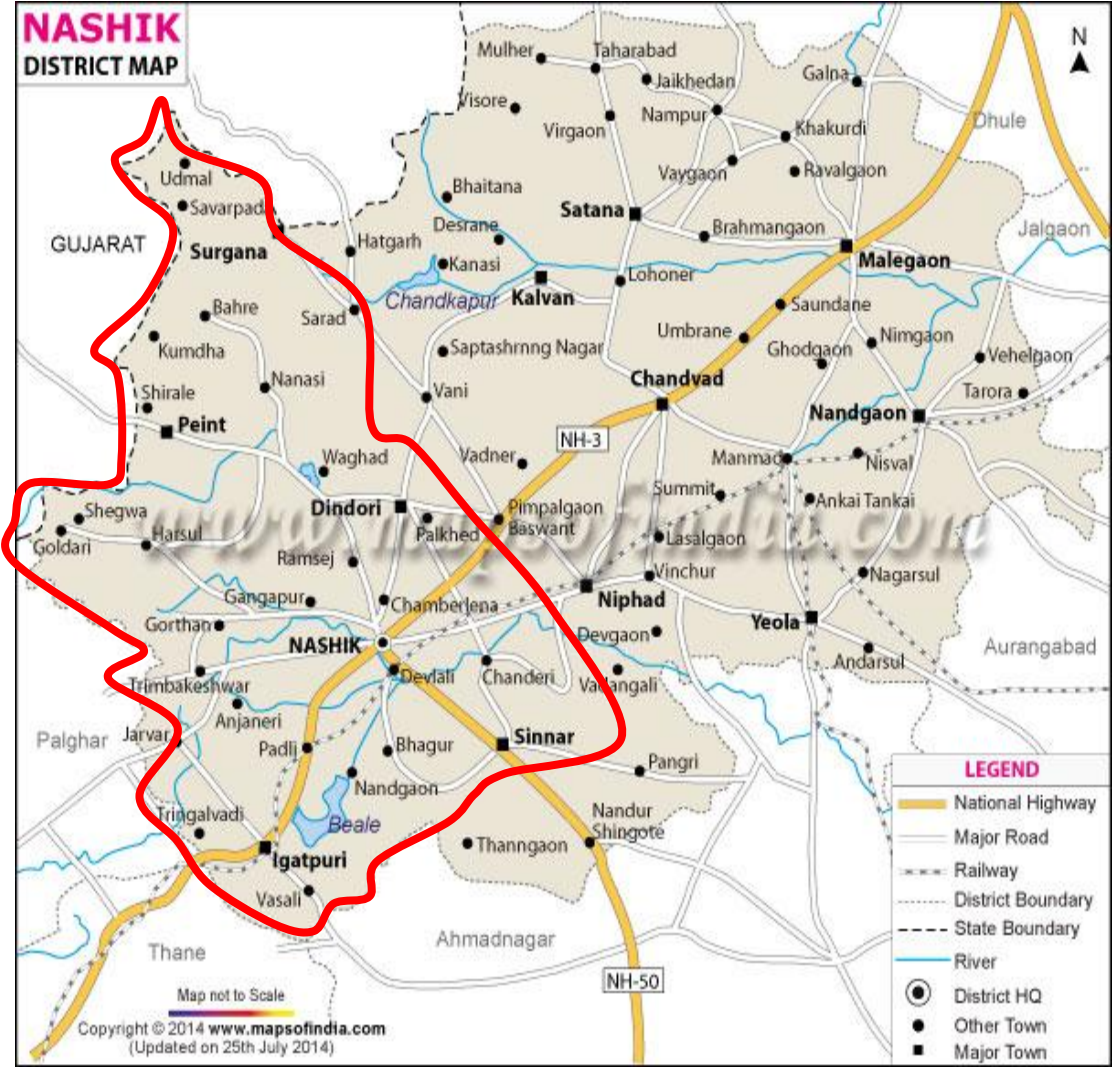 NASHIK
DISTRICT MAP
N
Mulher
Taharabad
Jaikhedan
Galna
Visore
Nampur
Dhule
Virgaon
Khakurdi
Udmal
Vaygaon
Ravalgaon
Bhaitana
Savarpada
Satana
Desrane
Brahmangaon
Jalgaon
GUJARAT
Surgana
Hatgarh
Malegaon
Kanasi
Lohoner
Chandkapur
Kalvan
Bahre
Sarad
Saundane
Umbrane
Nimgaon
Kumdha
Saptashrnng Nagar
Ghodgaon
Vehelgaon
Nanasi
Chandvad
Shirale
Vani
Tarora
Peint
Nandgaon
NH-3
Waghad
Vadner
Manmad
Nisval
Summit
Ankai Tankai
Shegwa
Dindori
Pimpalgaon
Baswant
www.mapsofindia.com
Goldari
Harsul
Palkhed
Lasalgaon
Ramsej
Vinchur
Nagarsul
Gangapur
Chamberlena
Niphad
Gorthan
Yeola
NASHIK
Devgaon
Aurangabad
Andarsul
Trimbakeshwar
Devlali
Chanderi
Vadangali
Anjaneri
Palghar
Jarvar
Padli
Bhagur
Sinnar
Pangri
Nandgaon
Tringalvadi
Beale
Nandur
Shingote
Thanngaon
Igatpuri
Vasali
Thane
Ahmadnagar
NH-50
LEGEND
National Highway
Major Road
Railway
District Boundary
State Boundary
River
District HQ
Other Town
Major Town
Map not to Scale
Copyright © 2014 www.mapsofindia.com
(Updated on 25th July 2014)